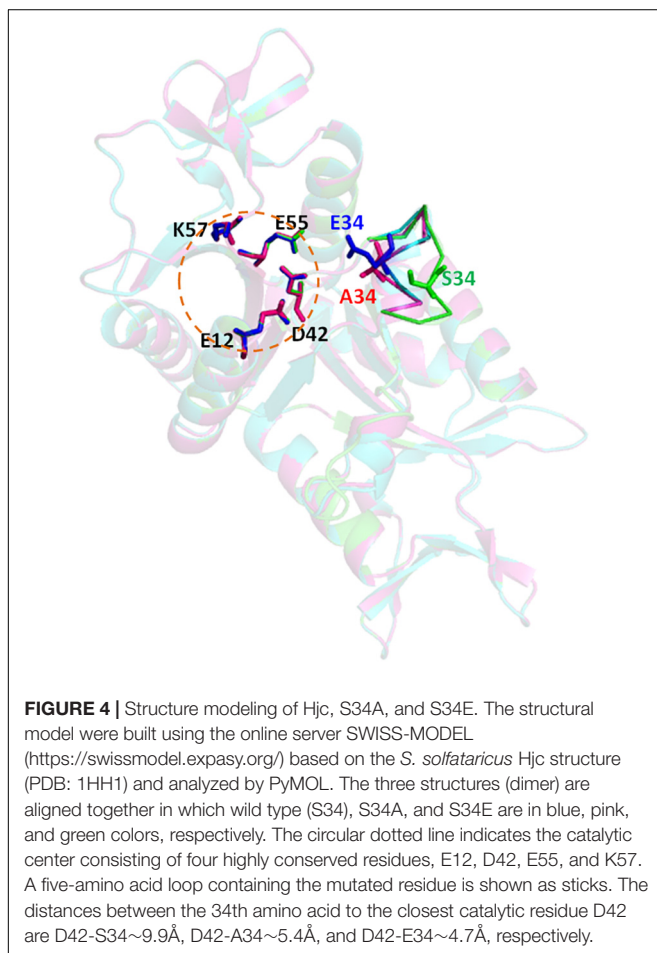 K57
E55
E34
S34
A34
E12
D42
FIGURE 4 | Structure modeling of Hjc, S34A, and S34E. The structural
model were built using the online server SWISS-MODEL
(https://swissmodel.expasy.org/) based on the S. solfataricus Hjc structure
(PDB: 1HH1) and analyzed by PyMOL. The three structures (dimer) are
aligned together in which wild type (S34), S34A, and S34E are in blue, pink,
and green colors, respectively. The circular dotted line indicates the catalytic
center consisting of four highly conserved residues, E12, D42, E55, and K57.
A five-amino acid loop containing the mutated residue is shown as sticks. The
distances between the 34th amino acid to the closest catalytic residue D42
are D42-S34∼9.9Å, D42-A34∼5.4Å, and D42-E34∼4.7Å, respectively.